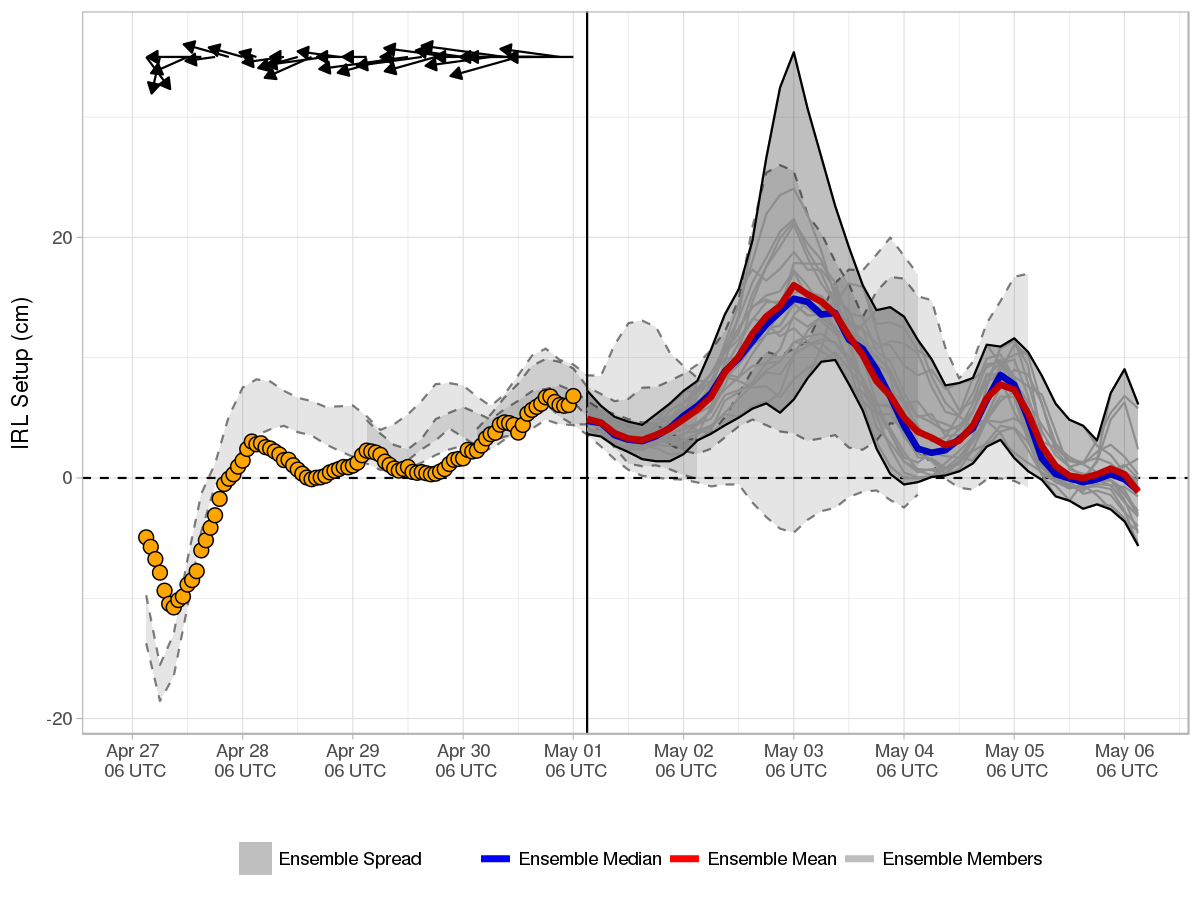 IRL Setup (cm)
20
0
-20
Apr 27 Apr 28 Apr 29 Apr 30 May 01 May 02 May 03 May 04 May 05 May 06
06 UTC 06 UTC 06 UTC 06 UTC 06 UTC 06 UTC 06 UTC 06 UTC 06 UTC 06 UTC
Ensemble Spread Ensemble Median Ensemble Mean Ensemble Members